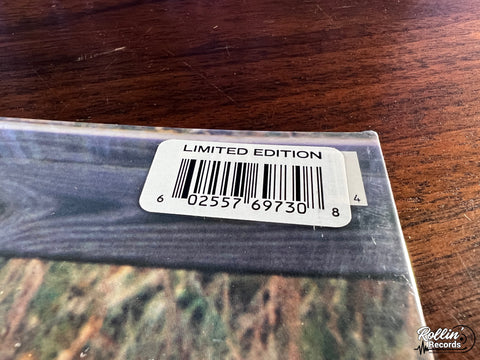 LIMITED EDITION
6 02557 69730 8
4
Rollin'
Records